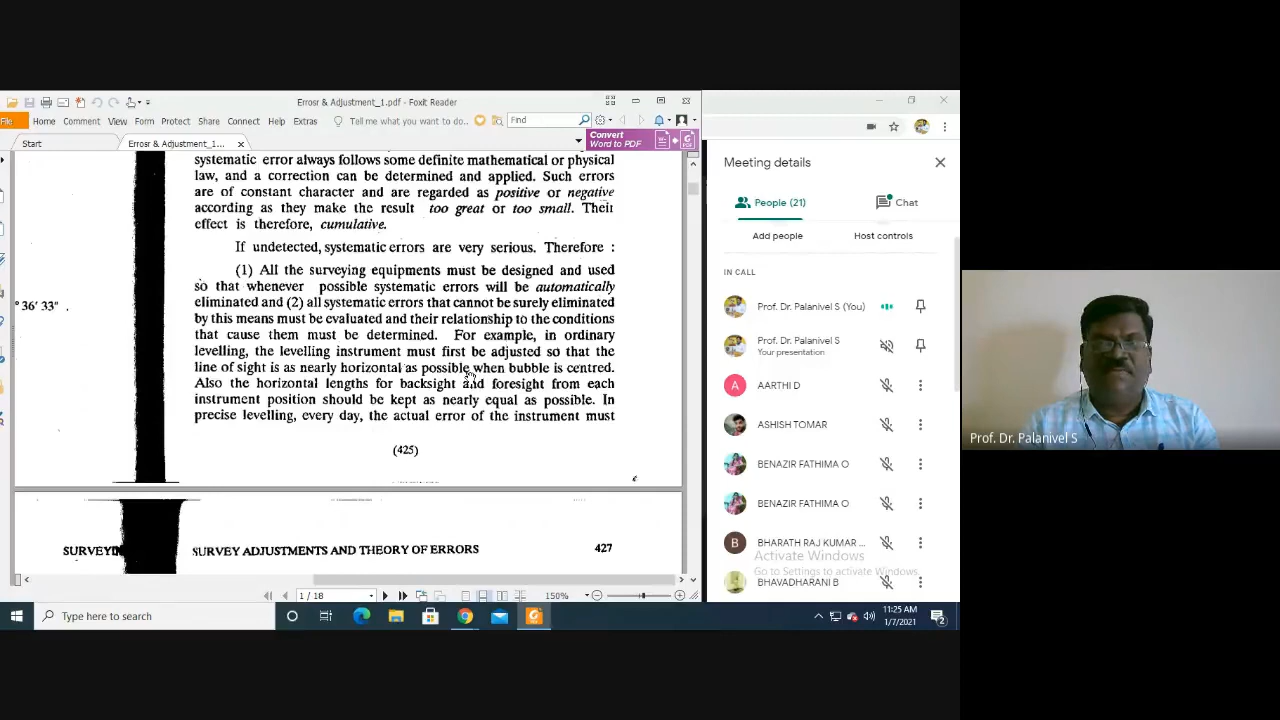 Errosr & Adjustment_1.pdf - Foxit Reader
File Home Comment View Form Protect Share Connect Help Extras Tell me what you want to do.. Find
Start Errosr & Adjustment_1...
Convert
Word to PDF
systematic error always follows some definite mathematical or physical
law, and a correction can be determined and applied. Such errors
are of constant character and are regarded as positive or negative
according as they make the result too great or too small. Their
effect is therefore, cumulative.
If undetected, systematic errors are very serious. Therefore :
(1) All the surveying equipments must be designed and used
so that whenever possible systematic errors will be automatically
eliminated and (2) all systematic errors that cannot be surely eliminated
° 36' 33"
by this means must be evaluated and their relationship to the conditions
that cause them must be determined. For example, in ordinary
levelling, the levelling instrument must first be adjusted so that the
line of sight is as nearly horizontal as possible when bubble is centred.
Also the horizontal lengths for backsight and foresight from each
instrument position should be kept as nearly equal as possible. In
precise levelling, every day, the actual error of the instrument must
(425)
SURVEYIN SURVEY ADJUSTMENTS AND THEORY OF ERRORS 427
1 / 18 150%
Meeting details
People (21) Chat
Add people Host controls
IN CALL
Prof. Dr. Palanivel S (You)
Prof. Dr. Palanivel S
Your presentation
AARTHI D
ASHISH TOMAR
BENAZIR FATHIMA O
BENAZIR FATHIMA O
B BHARATH RAJ KUMAR ...
Activate Windows
Go to Settings to activate Windows.
BHAVADHARANI B
A
Type here to search
11:25 AM
1/7/2021
2
Prof. Dr. Palanivel S